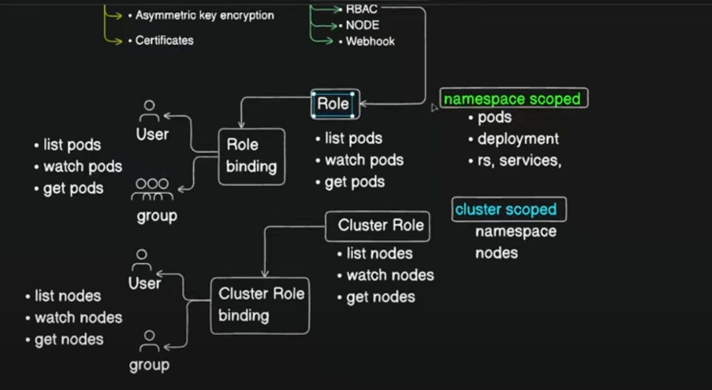 • Asymmetric key encryption
• Certificates
• RBAC
• NODE
• Webhook
Role
namespace scoped
• pods
• deployment
• rs, services,
User
Role
binding
• list pods
• watch pods
• get pods
• list pods
• watch pods
• get pods
group
cluster scoped
namespace
nodes
Cluster Role
• list nodes
• watch nodes
• get nodes
User
Cluster Role
binding
• list nodes
• watch nodes
• get nodes
group